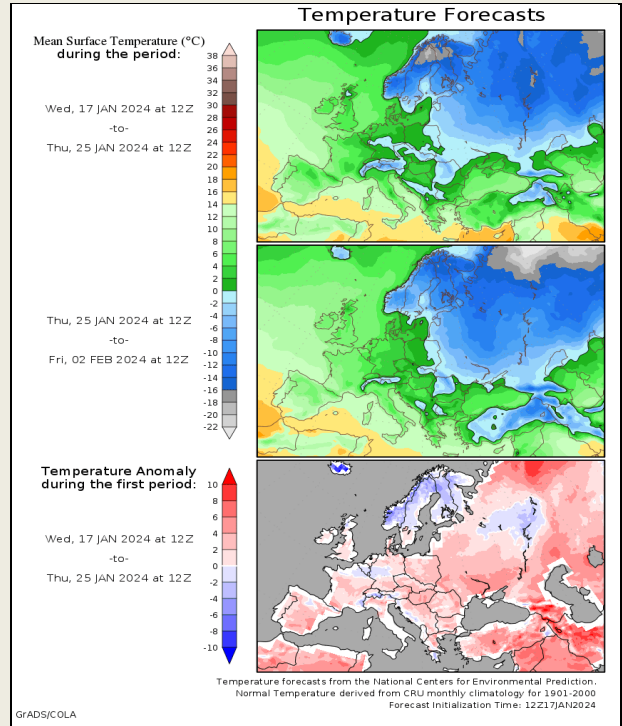 Temperature Forecasts
Mean Surface Temperature (°C)
during the period:
38
36
34
32
30
28
26
24
22
20
18
16
14
12
10
8
6
4
2
0
-2
-4
-6
-8
-10
-12
-14
-16
-18
-20
-22
Wed, 17 JAN 2024 at 12Z
-to-
Thu, 25 JAN 2024 at 12Z
Thu, 25 JAN 2024 at 12Z
-to-
Fri, 02 FEB 2024 at 12Z
Temperature Anomaly
during the first period:
10
8
6
4
2
0
-2
-4
-6
-8
-10
Wed, 17 JAN 2024 at 12Z
-to-
Thu, 25 JAN 2024 at 12Z
Temperature forecasts from the National Centers for Environmental Prediction.
Normal Temperature derived from CRU monthly climatology for 1901-2000
Forecast Initialization Time: 12Z17JAN2024
GrADS/COLA